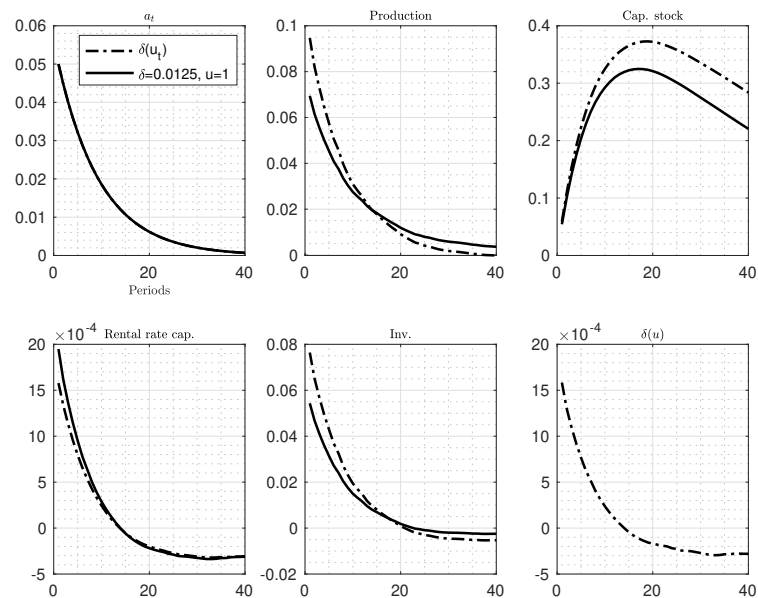 a_t
0.06
0.05
0.04
0.03
0.02
0.01
0
0 20 40
Periods
δ(u_t)
δ=0.0125, u=1
Production
0.1
0.08
0.06
0.04
0.02
0
0 20 40
Cap. stock
0.4
0.3
0.2
0.1
0
0 20 40
×10^-4 Rental rate cap.
20
15
10
5
0
-5
0 20 40
Inv.
0.08
0.06
0.04
0.02
0
-0.02
0 20 40
×10^-4 δ(u)
20
15
10
5
0
-5
0 20 40